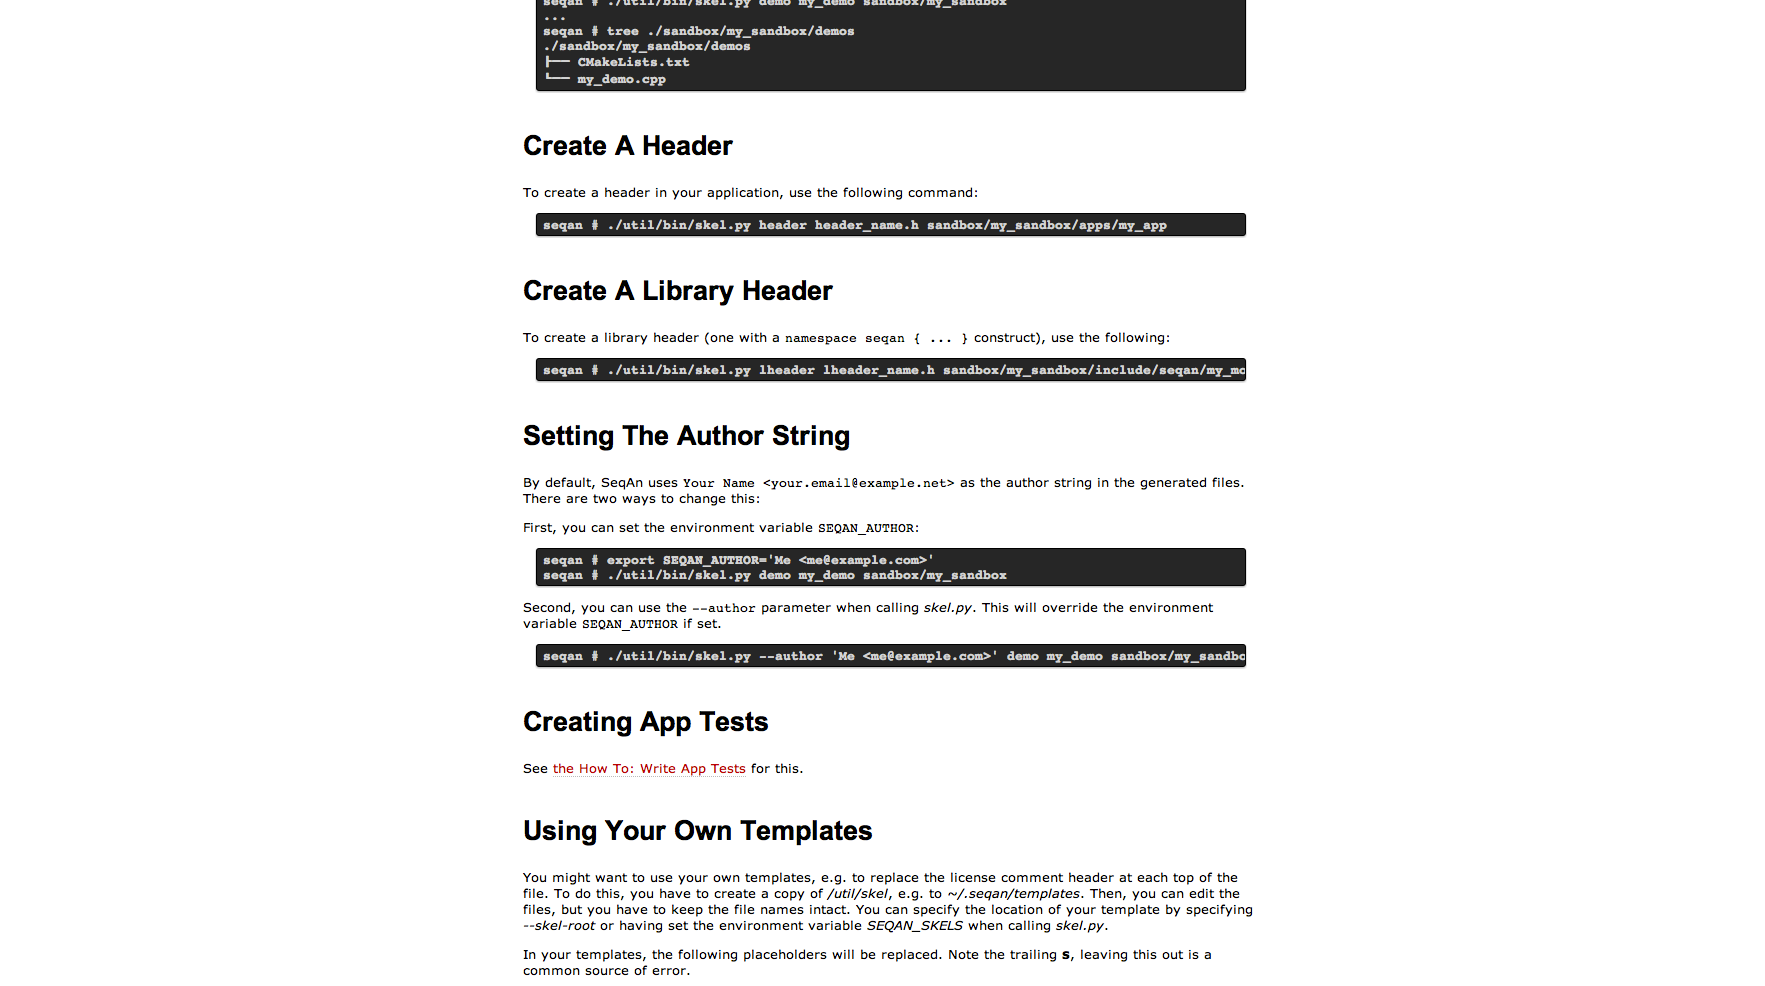 seqan # ./util/bin/skel.py demo my_demo sandbox/my_sandbox
...
seqan # tree ./sandbox/my_sandbox/demos
./sandbox/my_sandbox/demos
├── CMakeLists.txt
└── my_demo.cpp
Create A Header
To create a header in your application, use the following command:
seqan # ./util/bin/skel.py header header_name.h sandbox/my_sandbox/apps/my_app
Create A Library Header
To create a library header (one with a namespace seqan { ... } construct), use the following:
seqan # ./util/bin/skel.py lheader lheader_name.h sandbox/my_sandbox/include/seqan/my_mo
Setting The Author String
By default, SeqAn uses Your Name <your.email@example.net> as the author string in the generated files.
There are two ways to change this:
First, you can set the environment variable SEQAN_AUTHOR:
seqan # export SEQAN_AUTHOR='Me <me@example.com>'
seqan # ./util/bin/skel.py demo my_demo sandbox/my_sandbox
Second, you can use the --author parameter when calling skel.py. This will override the environment
variable SEQAN_AUTHOR if set.
seqan # ./util/bin/skel.py --author 'Me <me@example.com>' demo my_demo sandbox/my_sandbo
Creating App Tests
See the How To: Write App Tests for this.
Using Your Own Templates
You might want to use your own templates, e.g. to replace the license comment header at each top of the
file. To do this, you have to create a copy of /util/skel, e.g. to ~/.seqan/templates. Then, you can edit the
files, but you have to keep the file names intact. You can specify the location of your template by specifying
--skel-root or having set the environment variable SEQAN_SKELS when calling skel.py.
In your templates, the following placeholders will be replaced. Note the trailing s, leaving this out is a
common source of error.